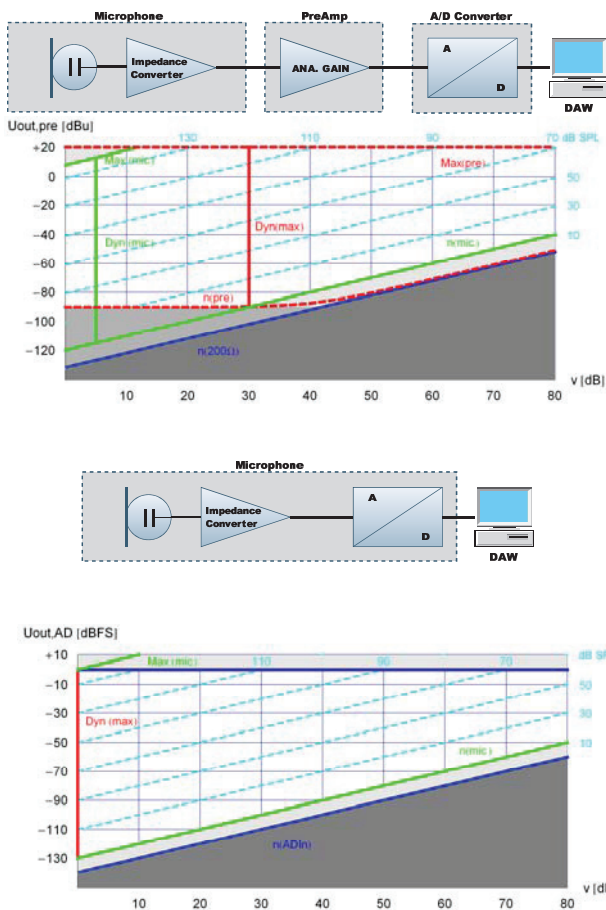 Microphone PreAmp A/D Converter
Impedance Converter
ANA. GAIN
A
D
DAW
Uout,pre [dBu]
130 110 90 70 dB SPL
+20
Max(mic) Max(pre)
0 50
-20 30
-40 Dyn(mic) Dyn(max) n(mic) 10
-60
-80 n(pre)
-100
-120 n(200Ω)
v [dB]
10 20 30 40 50 60 70 80
Microphone
Impedance Converter
A
D
DAW
Uout,AD [dBFS]
+10 Max(mic) 110 90 70 dB SP
-10 50
-30 Dyn (max) 30
-50 n(mic) 10
-70
-90
-110 n(ADIn)
-130
v [d
10 20 30 40 50 60 70 80